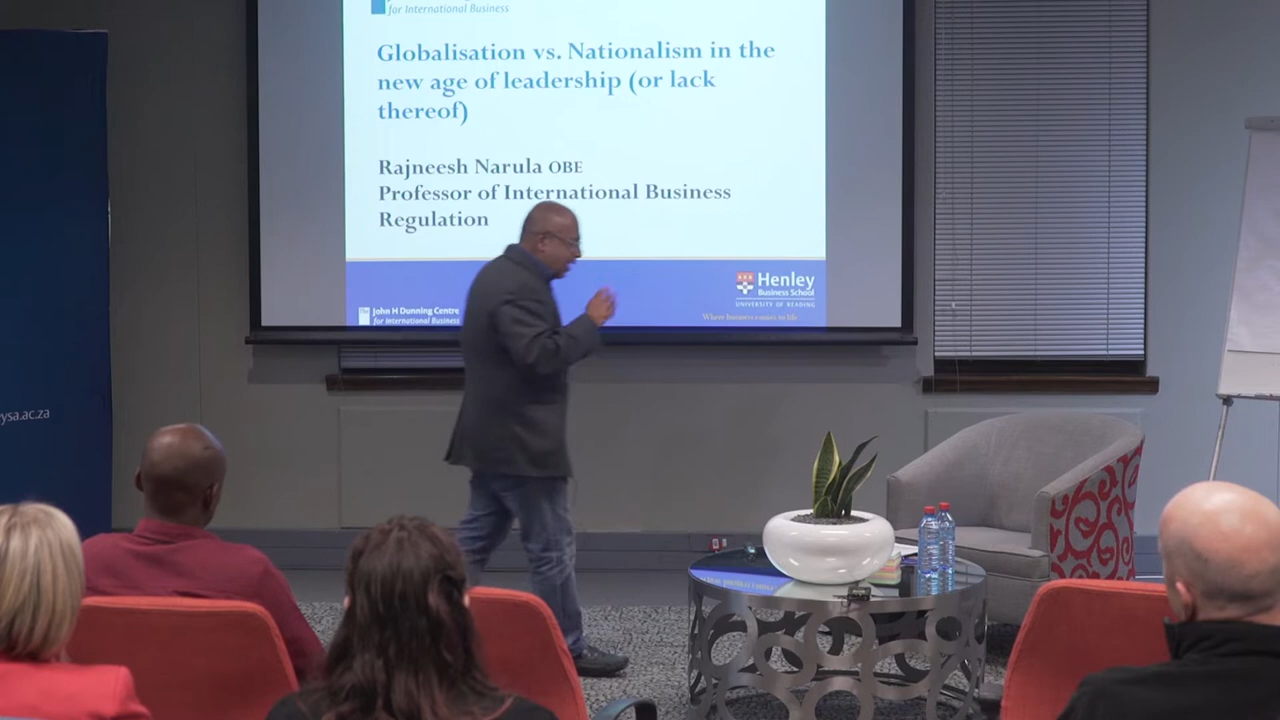 for International Business
Globalisation vs. Nationalism in the
new age of leadership (or lack
thereof)
Rajneesh Narula OBE
Professor of International Business
Regulation
John H Dunning Centre
for International Business
Henley
Business School
UNIVERSITY OF READING
Where business comes to life
ysa.ac.za